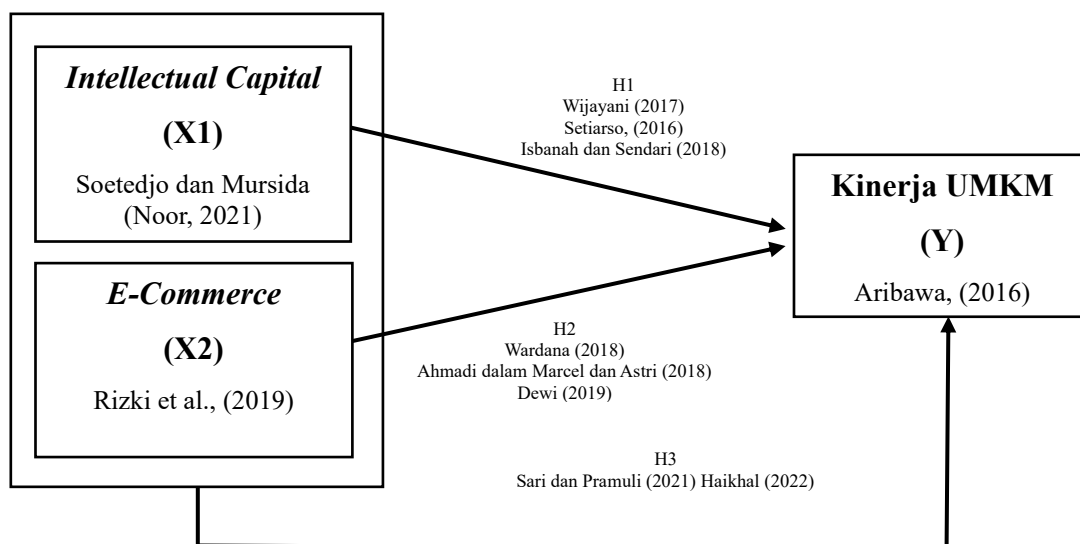 Intellectual Capital
(X1)
Soetedjo dan Mursida
(Noor, 2021)
E-Commerce
(X2)
Rizki et al., (2019)
H1
Wijayani (2017)
Setiarso, (2016)
Isbanah dan Sendari (2018)
H2
Wardana (2018)
Ahmadi dalam Marcel dan Astri (2018)
Dewi (2019)
H3
Sari dan Pramuli (2021) Haikhal (2022)
Kinerja UMKM
(Y)
Aribawa, (2016)